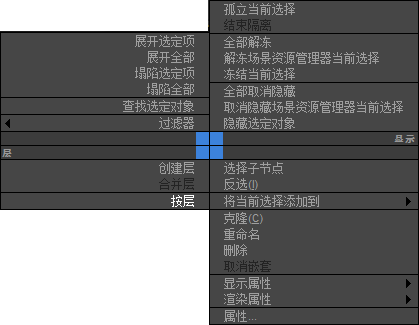 孤立当前选择
结束隔离
展开选定项
全部解冻
展开全部
解冻场景资源管理器当前选择
塌陷选定项
冻结当前选择
塌陷全部
全部取消隐藏
查找选定对象
取消隐藏场景资源管理器当前选择
过滤器
隐藏选定对象
显示
层
创建层
选择子节点
合并层
反选(I)
按层
将当前选择添加到
克隆(C)
重命名
删除
取消嵌套
显示属性
渲染属性
属性...